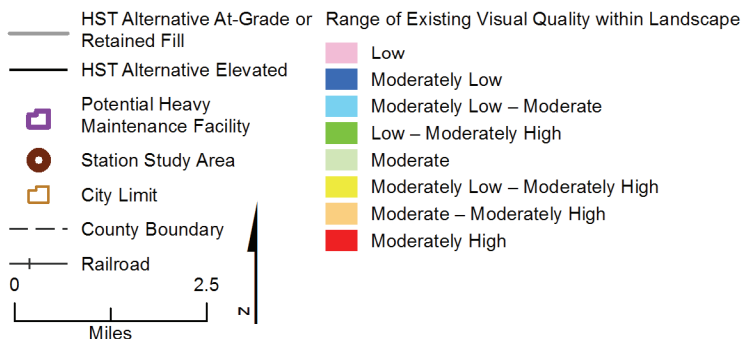 HST Alternative At-Grade or
Retained Fill
HST Alternative Elevated
Potential Heavy
Maintenance Facility
Station Study Area
City Limit
County Boundary
Railroad
0 2.5
Miles
N
Range of Existing Visual Quality within Landscape
Low
Moderately Low
Moderately Low – Moderate
Low – Moderately High
Moderate
Moderately Low – Moderately High
Moderate – Moderately High
Moderately High